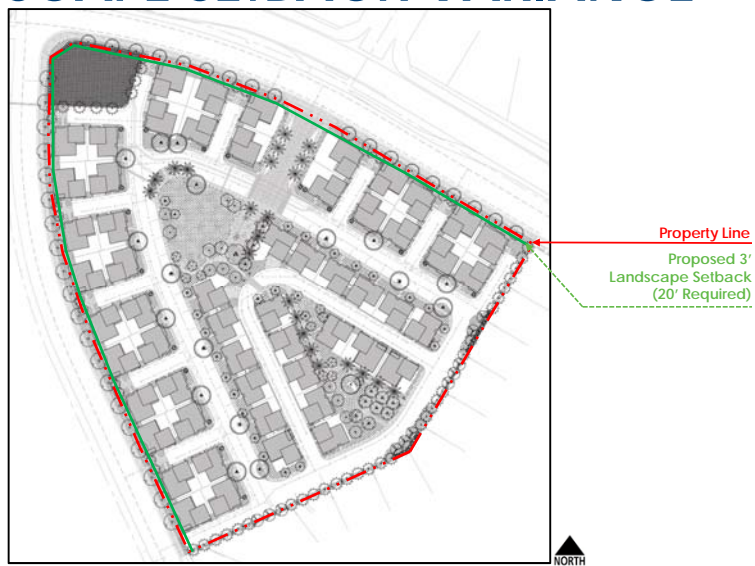 Property Line
Proposed 3'
Landscape Setback
(20' Required)
NORTH